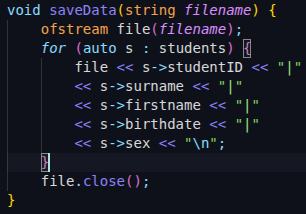 void saveData(string filename) {
    ofstream file(filename);
    for (auto s : students) {
        file << s->studentID << "|"
        << s->surname << "|"
        << s->firstname << "|"
        << s->birthdate << "|"
        << s->sex << "\n";
    }
    file.close();
}